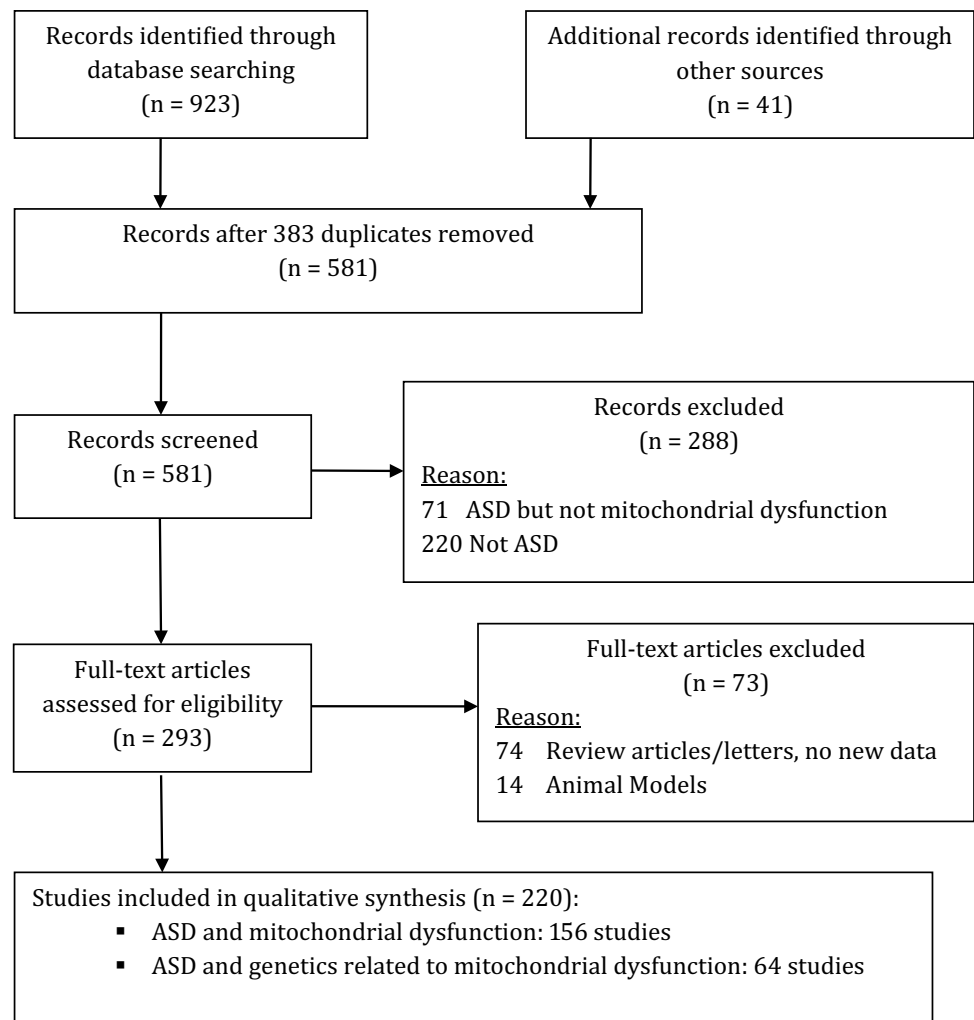 Records identified through
database searching
(n = 923)
Additional records identified through
other sources
(n = 41)
Records after 383 duplicates removed
(n = 581)
Records screened
(n = 581)
Records excluded
(n = 288)
Reason:
71 ASD but not mitochondrial dysfunction
220 Not ASD
Full-text articles
assessed for eligibility
(n = 293)
Full-text articles excluded
(n = 73)
Reason:
74 Review articles/letters, no new data
14 Animal Models
Studies included in qualitative synthesis (n = 220):
▪ ASD and mitochondrial dysfunction: 156 studies
▪ ASD and genetics related to mitochondrial dysfunction: 64 studies